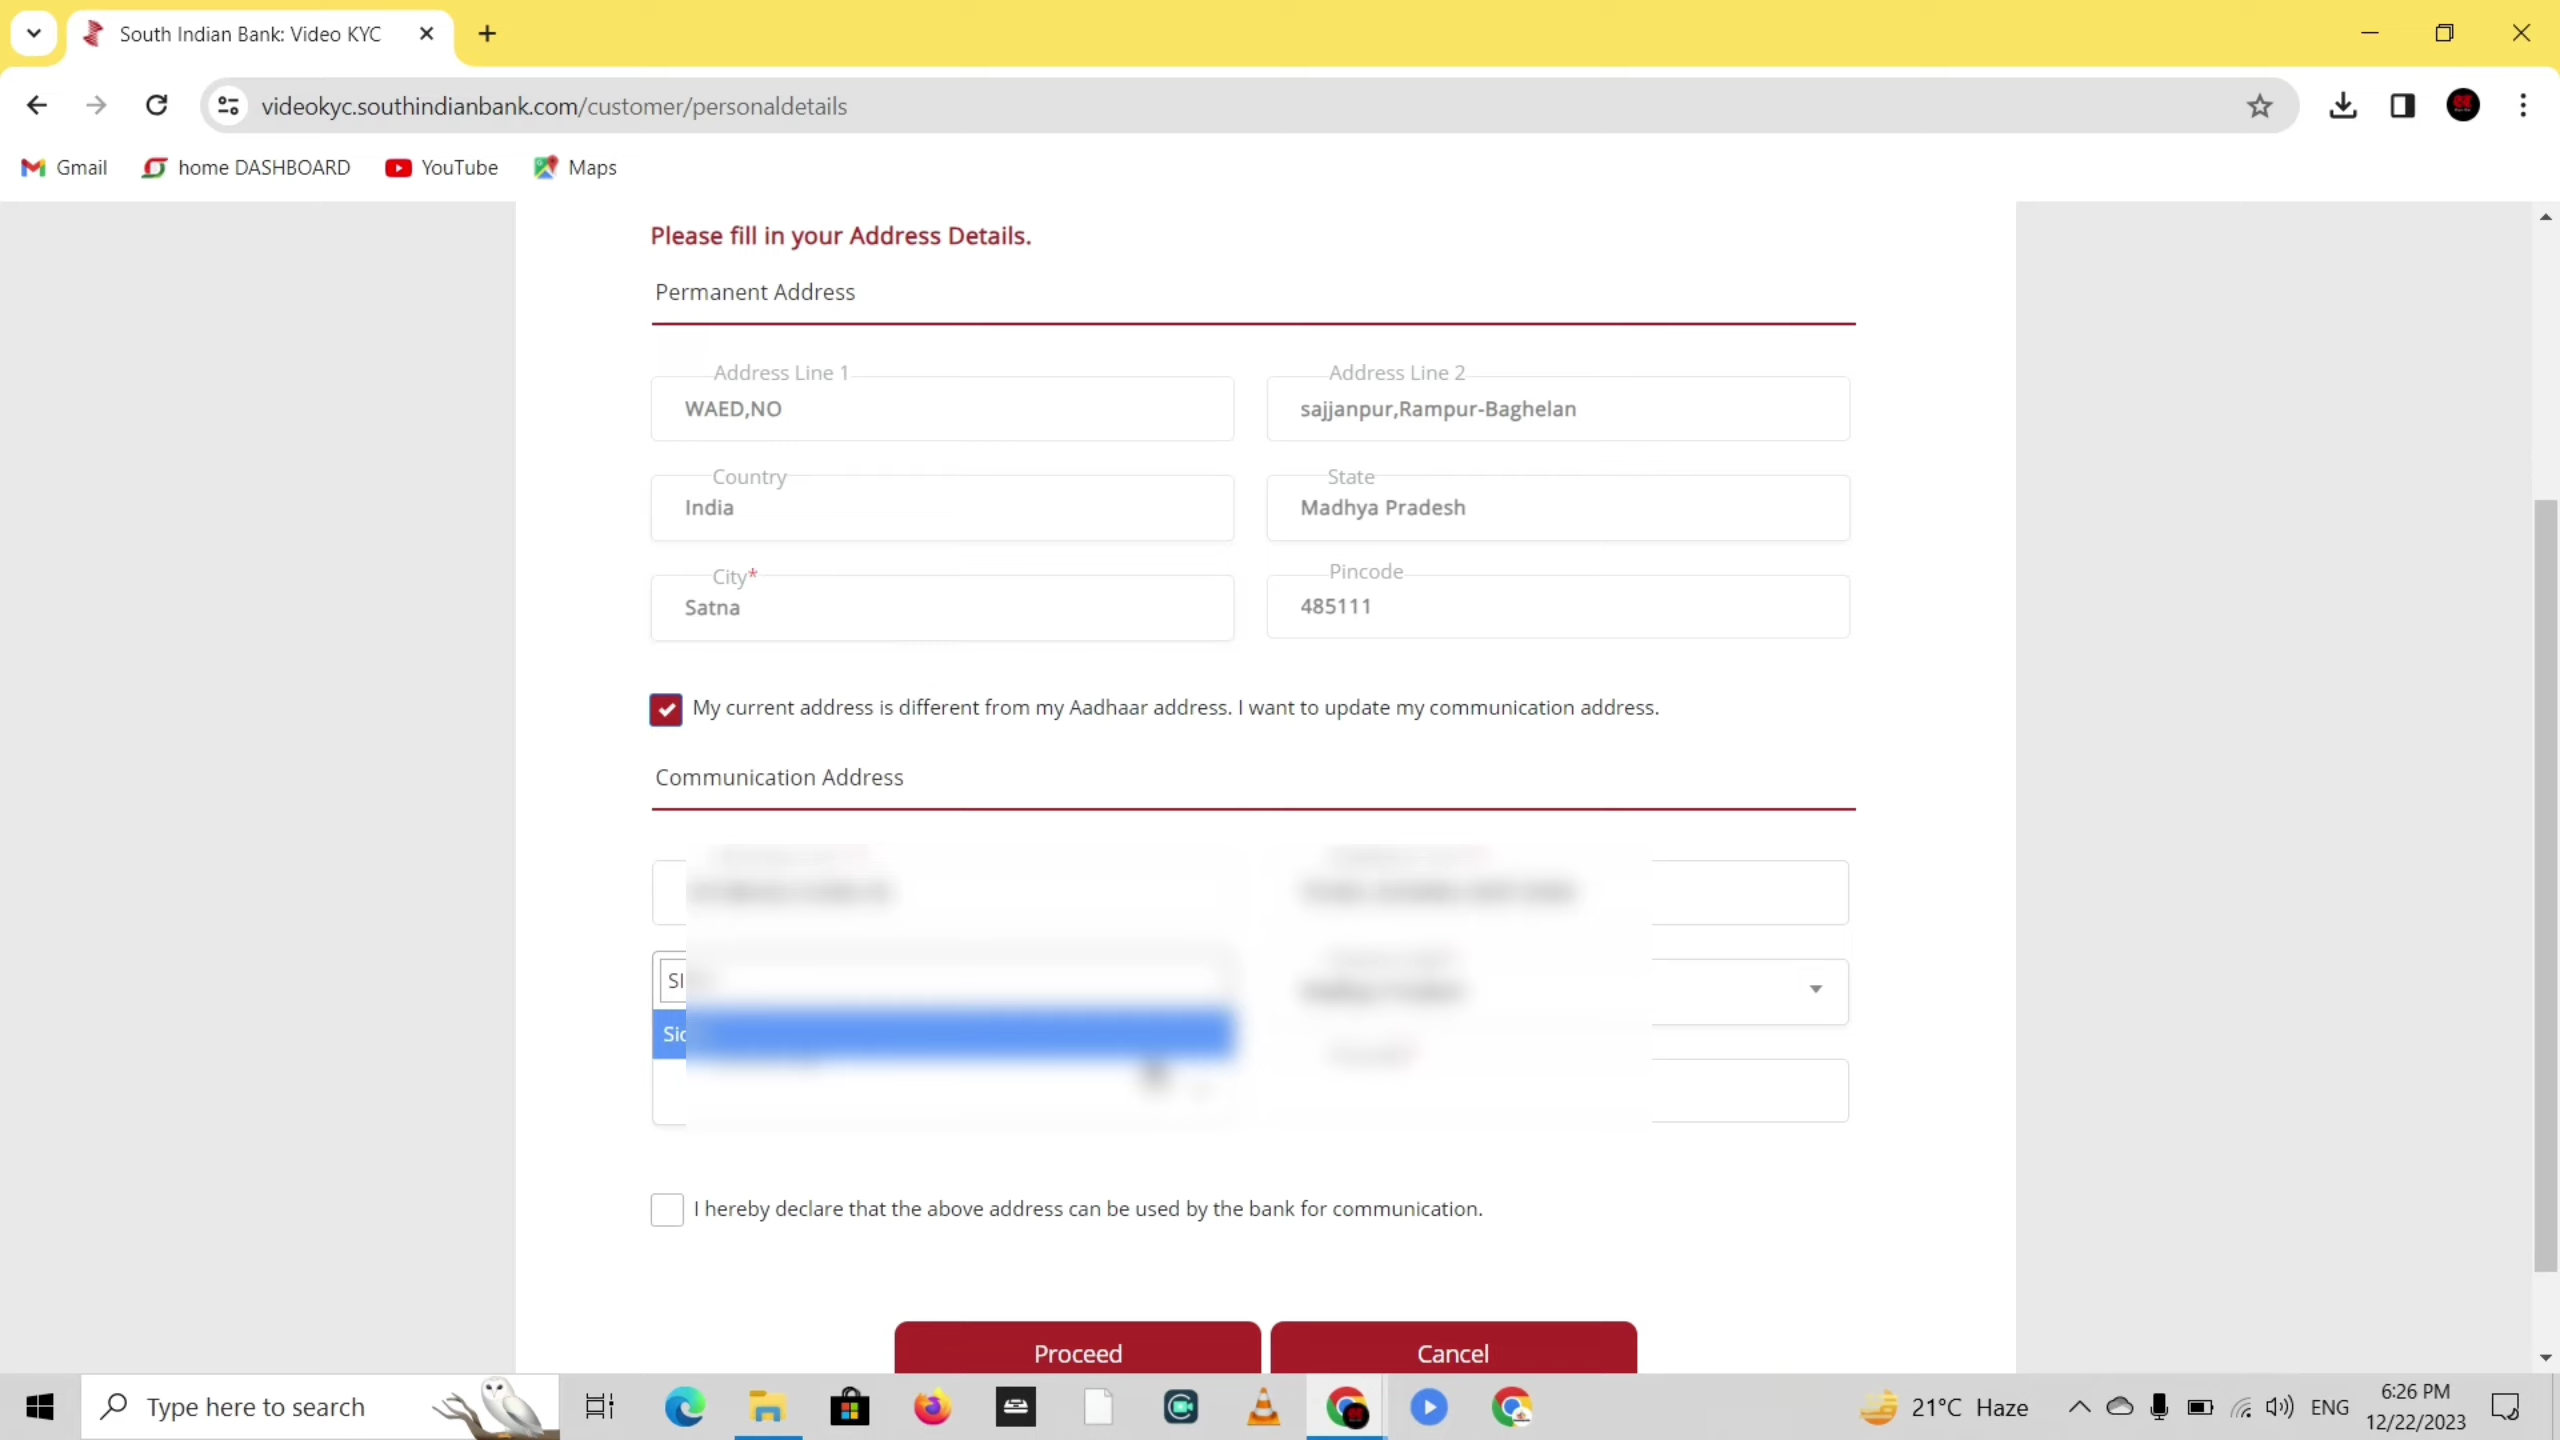 South Indian Bank: Video KYC
videokyc.southindianbank.com/customer/personaldetails
Gmail
home DASHBOARD
YouTube
Maps
Please fill in your Address Details.
Permanent Address
Address Line 1
WAED,NO
Address Line 2
sajjanpur,Rampur-Baghelan
Country
India
State
Madhya Pradesh
City*
Satna
Pincode
485111
My current address is different from my Aadhaar address. I want to update my communication address.
Communication Address
I hereby declare that the above address can be used by the bank for communication.
Proceed
Cancel
Type here to search
21°C Haze
ENG
6:26 PM
12/22/2023